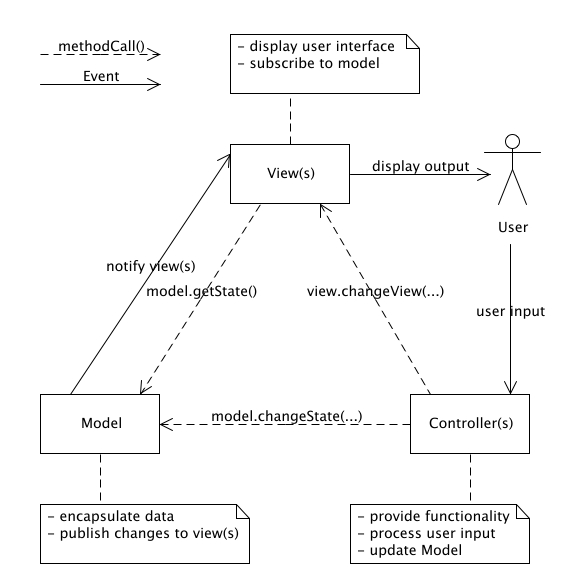 methodCall()
Event
- display user interface
- subscribe to model
View(s)
display output
User
notify view(s)
model.getState()
view.changeView(...)
user input
Model
model.changeState(...)
Controller(s)
- encapsulate data
- publish changes to view(s)
- provide functionality
- process user input
- update Model